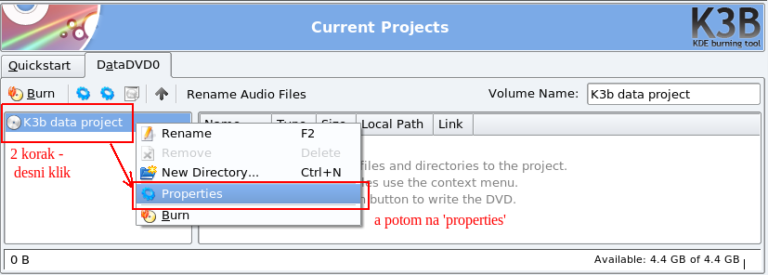 Current Projects
K3B
KDE burning tool
Quickstart
DataDVD0
Burn
Rename Audio Files
Volume Name:
K3b data project
K3b data project
Type
Local Path
Link
Rename F2
Remove Delete
New Directory... Ctrl+N
Properties
Burn
files and directories to the project.
use the context menu.
button to write the DVD.
2 korak -
desni klik
a potom na 'properties'
0 B
Available: 4.4 GB of 4.4 GB